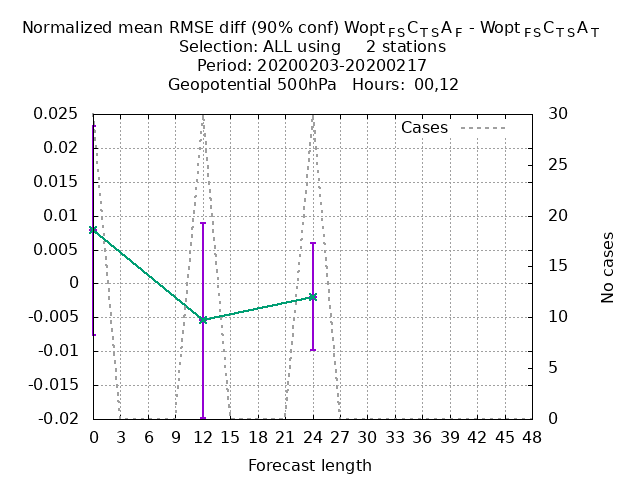 Normalized mean RMSE diff (90% conf) Wopt FS C T S A F - Wopt FS C T S A T
Selection: ALL using 2 stations
Period: 20200203-20200217
Geopotential 500hPa Hours: 00,12
Cases
0.025
0.02
0.015
0.01
0.005
0
-0.005
-0.01
-0.015
-0.02
30
25
20
15
10
5
0
No cases
0 3 6 9 12 15 18 21 24 27 30 33 36 39 42 45 48
Forecast length